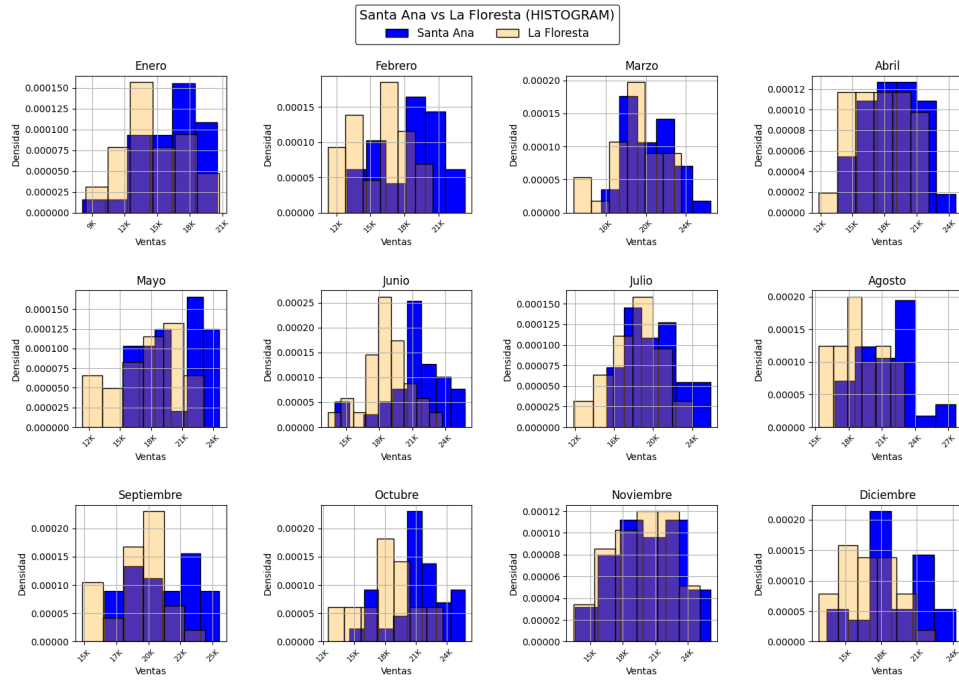 Santa Ana vs La Floresta (HISTOGRAM)
Santa Ana La Floresta
Enero
Densidad
0.000150
0.000125
0.000100
0.000075
0.000050
0.000025
0.000000
9K 12K 15K 18K 21K
Ventas
Febrero
Densidad
0.00015
0.00010
0.00005
0.00000
12K 15K 18K 21K
Ventas
Marzo
Densidad
0.00020
0.00015
0.00010
0.00005
0.00000
16K 20K 24K
Ventas
Abril
Densidad
0.00012
0.00010
0.00008
0.00006
0.00004
0.00002
0.00000
12K 15K 18K 21K 24K
Ventas
Mayo
Densidad
0.000150
0.000125
0.000100
0.000075
0.000050
0.000025
0.000000
12K 15K 18K 21K 24K
Ventas
Junio
Densidad
0.00025
0.00020
0.00015
0.00010
0.00005
0.00000
15K 18K 21K 24K
Ventas
Julio
Densidad
0.000150
0.000125
0.000100
0.000075
0.000050
0.000025
0.000000
12K 16K 20K 24K
Ventas
Agosto
Densidad
0.00020
0.00015
0.00010
0.00005
0.00000
15K 18K 21K 24K 27K
Ventas
Septiembre
Densidad
0.00020
0.00015
0.00010
0.00005
0.00000
15K 17K 20K 22K 25K
Ventas
Octubre
Densidad
0.00020
0.00015
0.00010
0.00005
0.00000
12K 15K 18K 21K 24K
Ventas
Noviembre
Densidad
0.00012
0.00010
0.00008
0.00006
0.00004
0.00002
0.00000
15K 18K 21K 24K
Ventas
Diciembre
Densidad
0.00020
0.00015
0.00010
0.00005
0.00000
15K 18K 21K 24K
Ventas